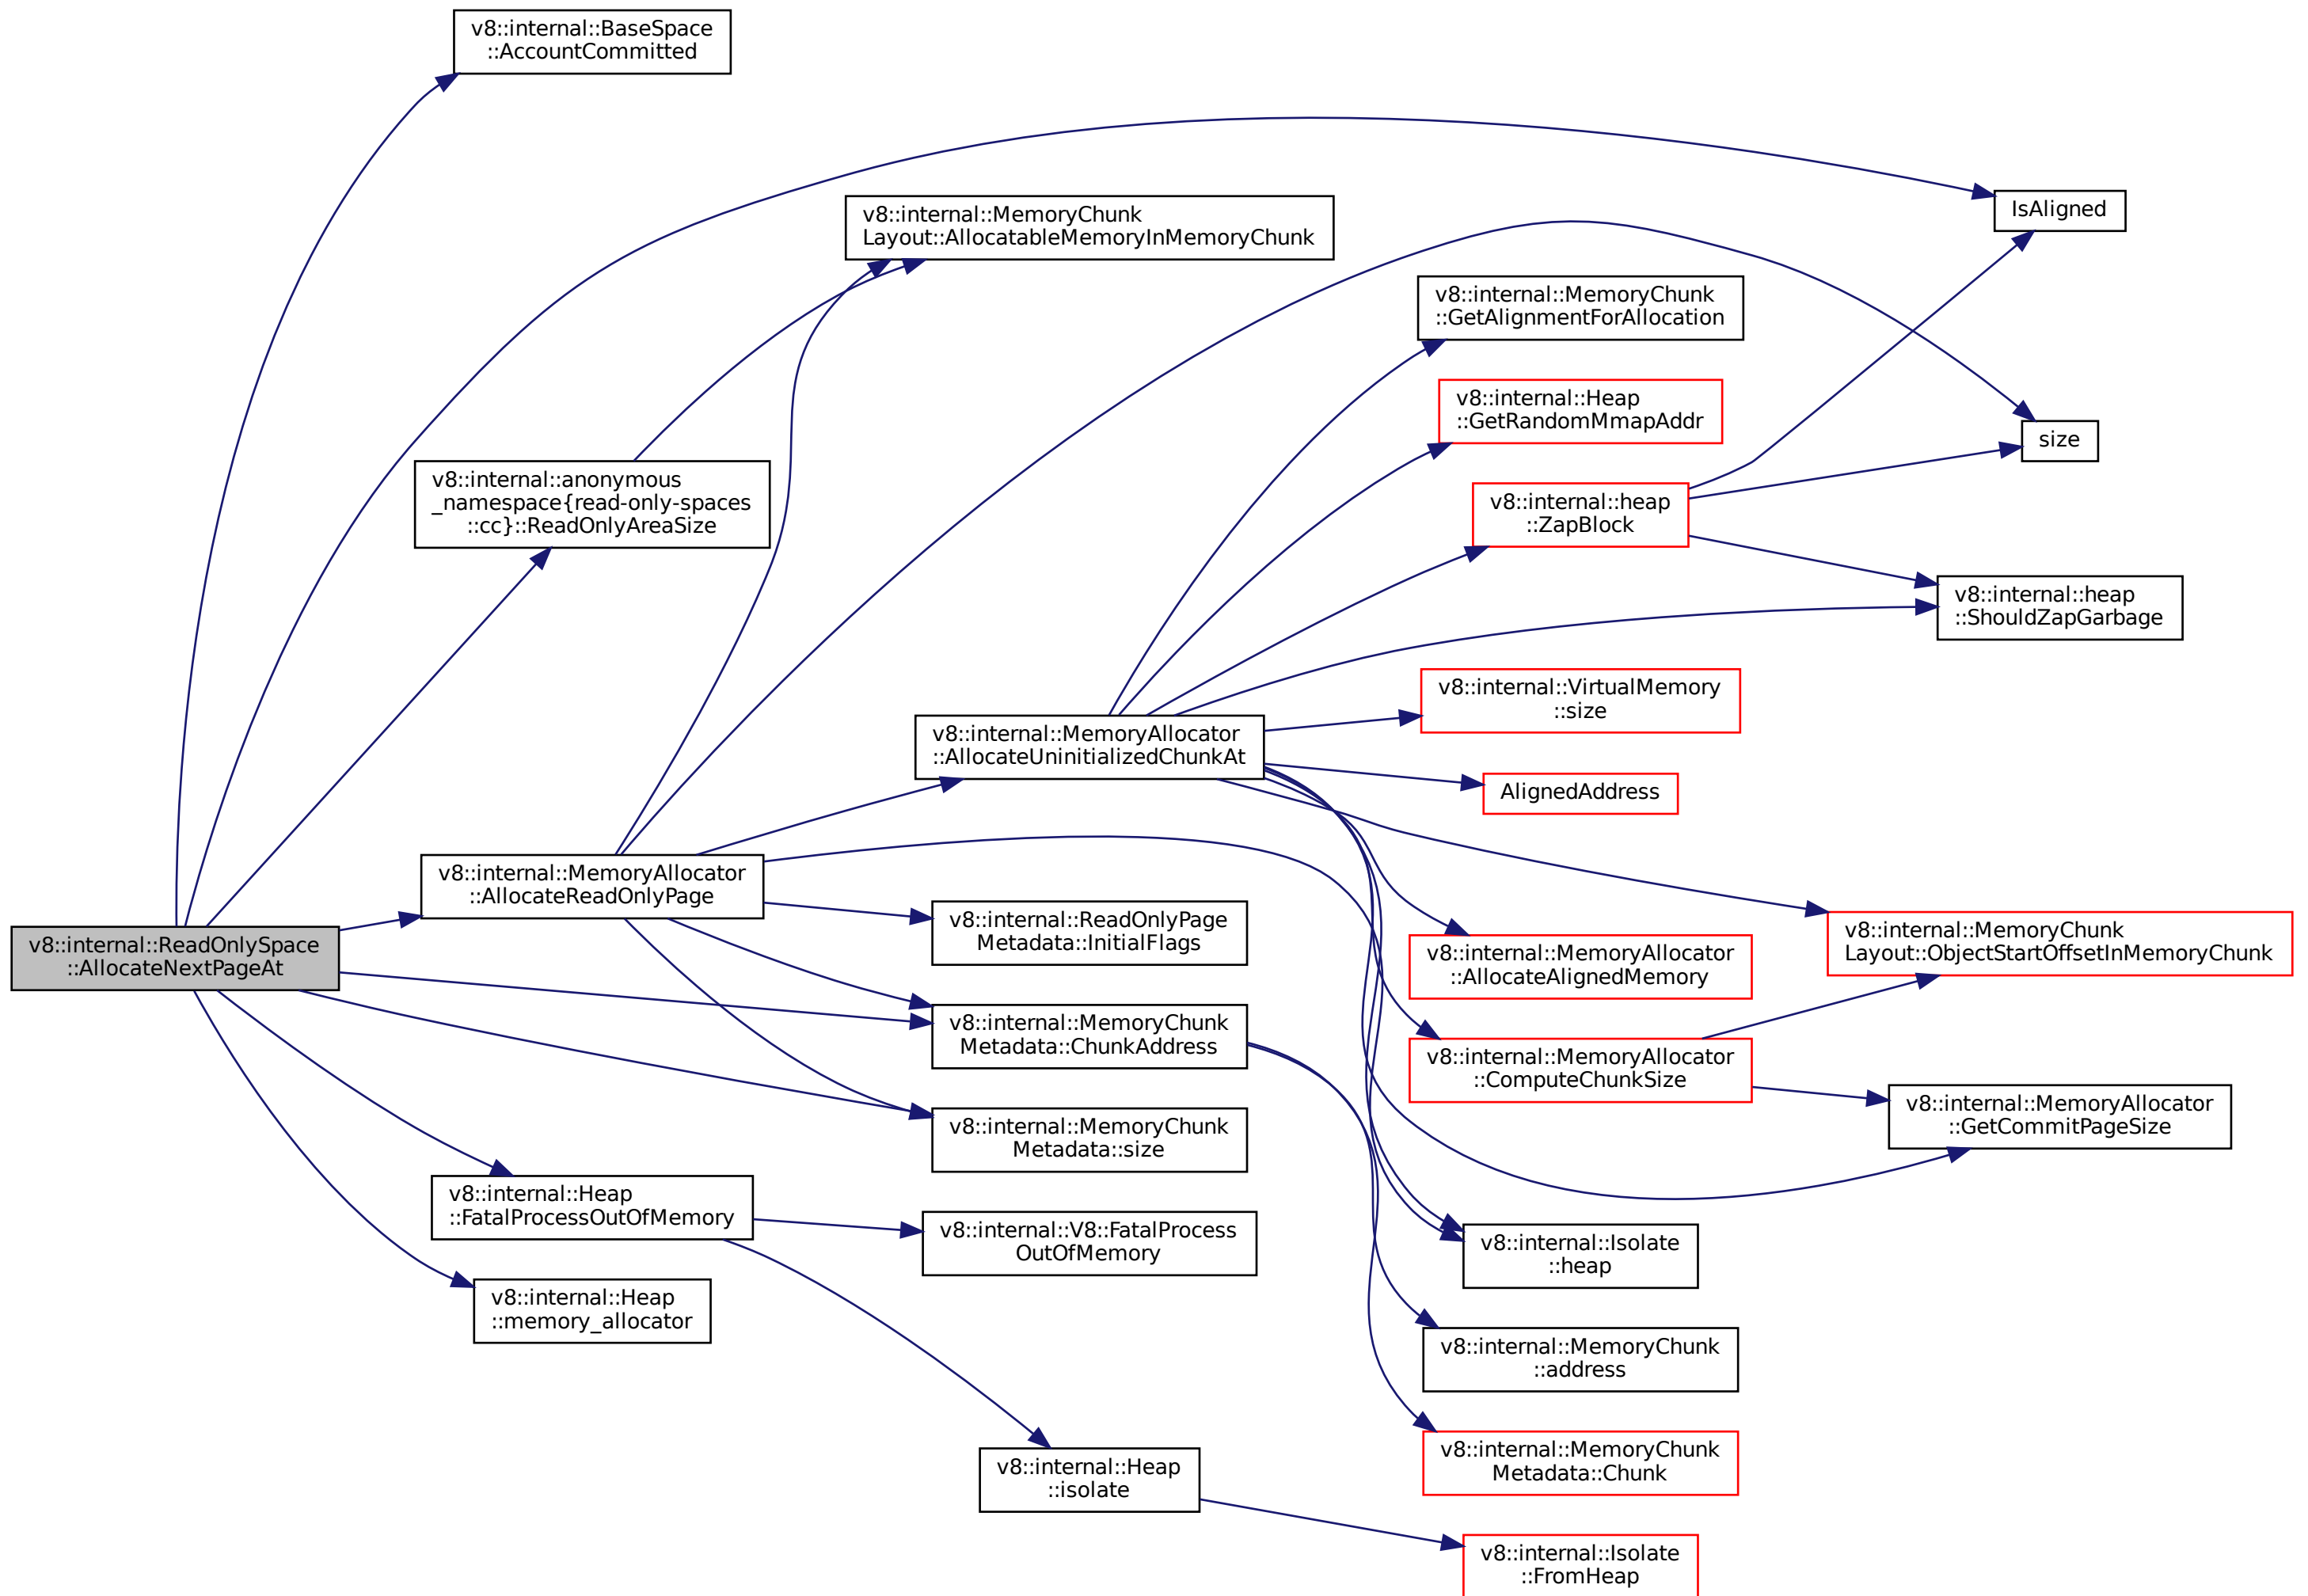 v8::internal::BaseSpace
::AccountCommitted
v8::internal::MemoryChunk
Layout::AllocatableMemoryInMemoryChunk
IsAligned
v8::internal::MemoryChunk
::GetAlignmentForAllocation
v8::internal::Heap
::GetRandomMmapAddr
size
v8::internal::anonymous
_namespace{read-only-spaces
::cc}::ReadOnlyAreaSize
v8::internal::heap
::ZapBlock
v8::internal::heap
::ShouldZapGarbage
v8::internal::VirtualMemory
::size
v8::internal::MemoryAllocator
::AllocateUninitializedChunkAt
AlignedAddress
v8::internal::MemoryAllocator
::AllocateReadOnlyPage
v8::internal::ReadOnlyPage
Metadata::InitialFlags
v8::internal::MemoryChunk
Layout::ObjectStartOffsetInMemoryChunk
v8::internal::ReadOnlySpace
::AllocateNextPageAt
v8::internal::MemoryAllocator
::AllocateAlignedMemory
v8::internal::MemoryChunk
Metadata::ChunkAddress
v8::internal::MemoryAllocator
::ComputeChunkSize
v8::internal::MemoryAllocator
::GetCommitPageSize
v8::internal::MemoryChunk
Metadata::size
v8::internal::Heap
::FatalProcessOutOfMemory
v8::internal::V8::FatalProcess
OutOfMemory
v8::internal::Isolate
::heap
v8::internal::Heap
::memory_allocator
v8::internal::MemoryChunk
::address
v8::internal::MemoryChunk
Metadata::Chunk
v8::internal::Heap
::isolate
v8::internal::Isolate
::FromHeap